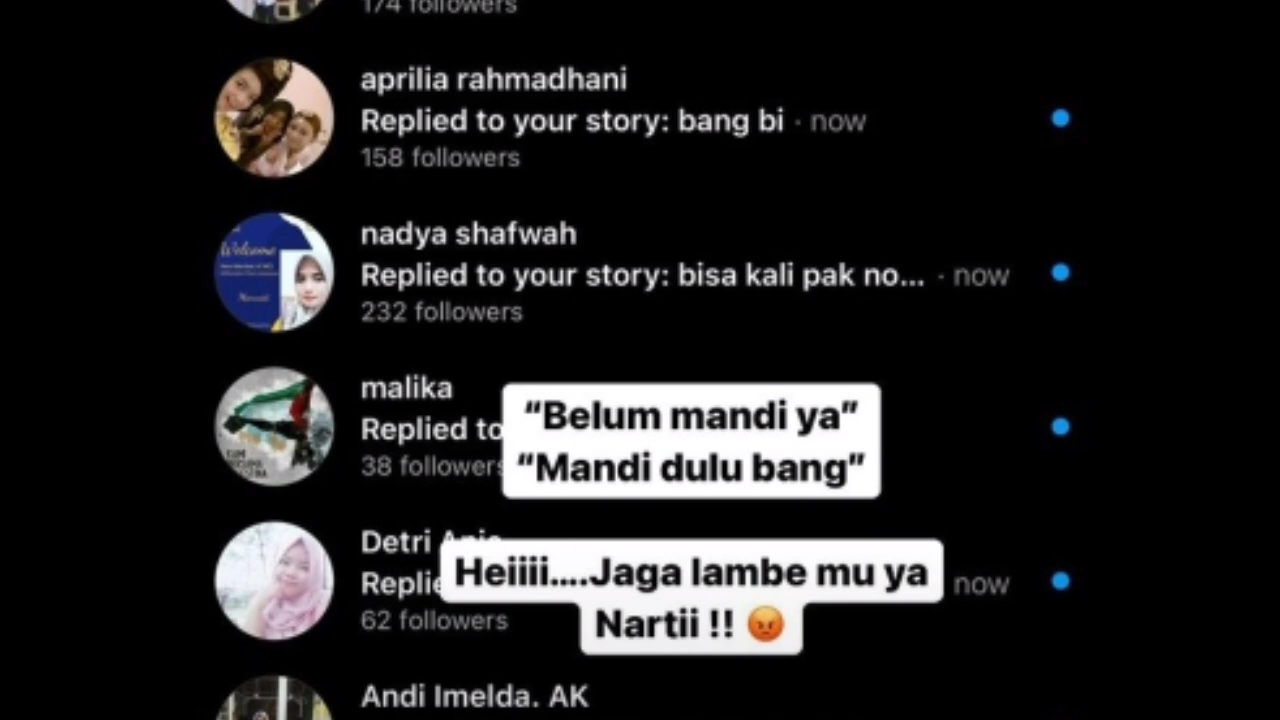 174 followers
aprilia rahmadhani
Replied to your story: bang bi · now
158 followers
nadya shafwah
Replied to your story: bisa kali pak no... · now
232 followers
Welcome
malika
Replied to
38 followers
“Belum mandi ya”
“Mandi dulu bang”
Detri
now
62 followers
Heiiii....Jaga lambe mu ya
Nartii !! 😡
Andi Imelda. AK